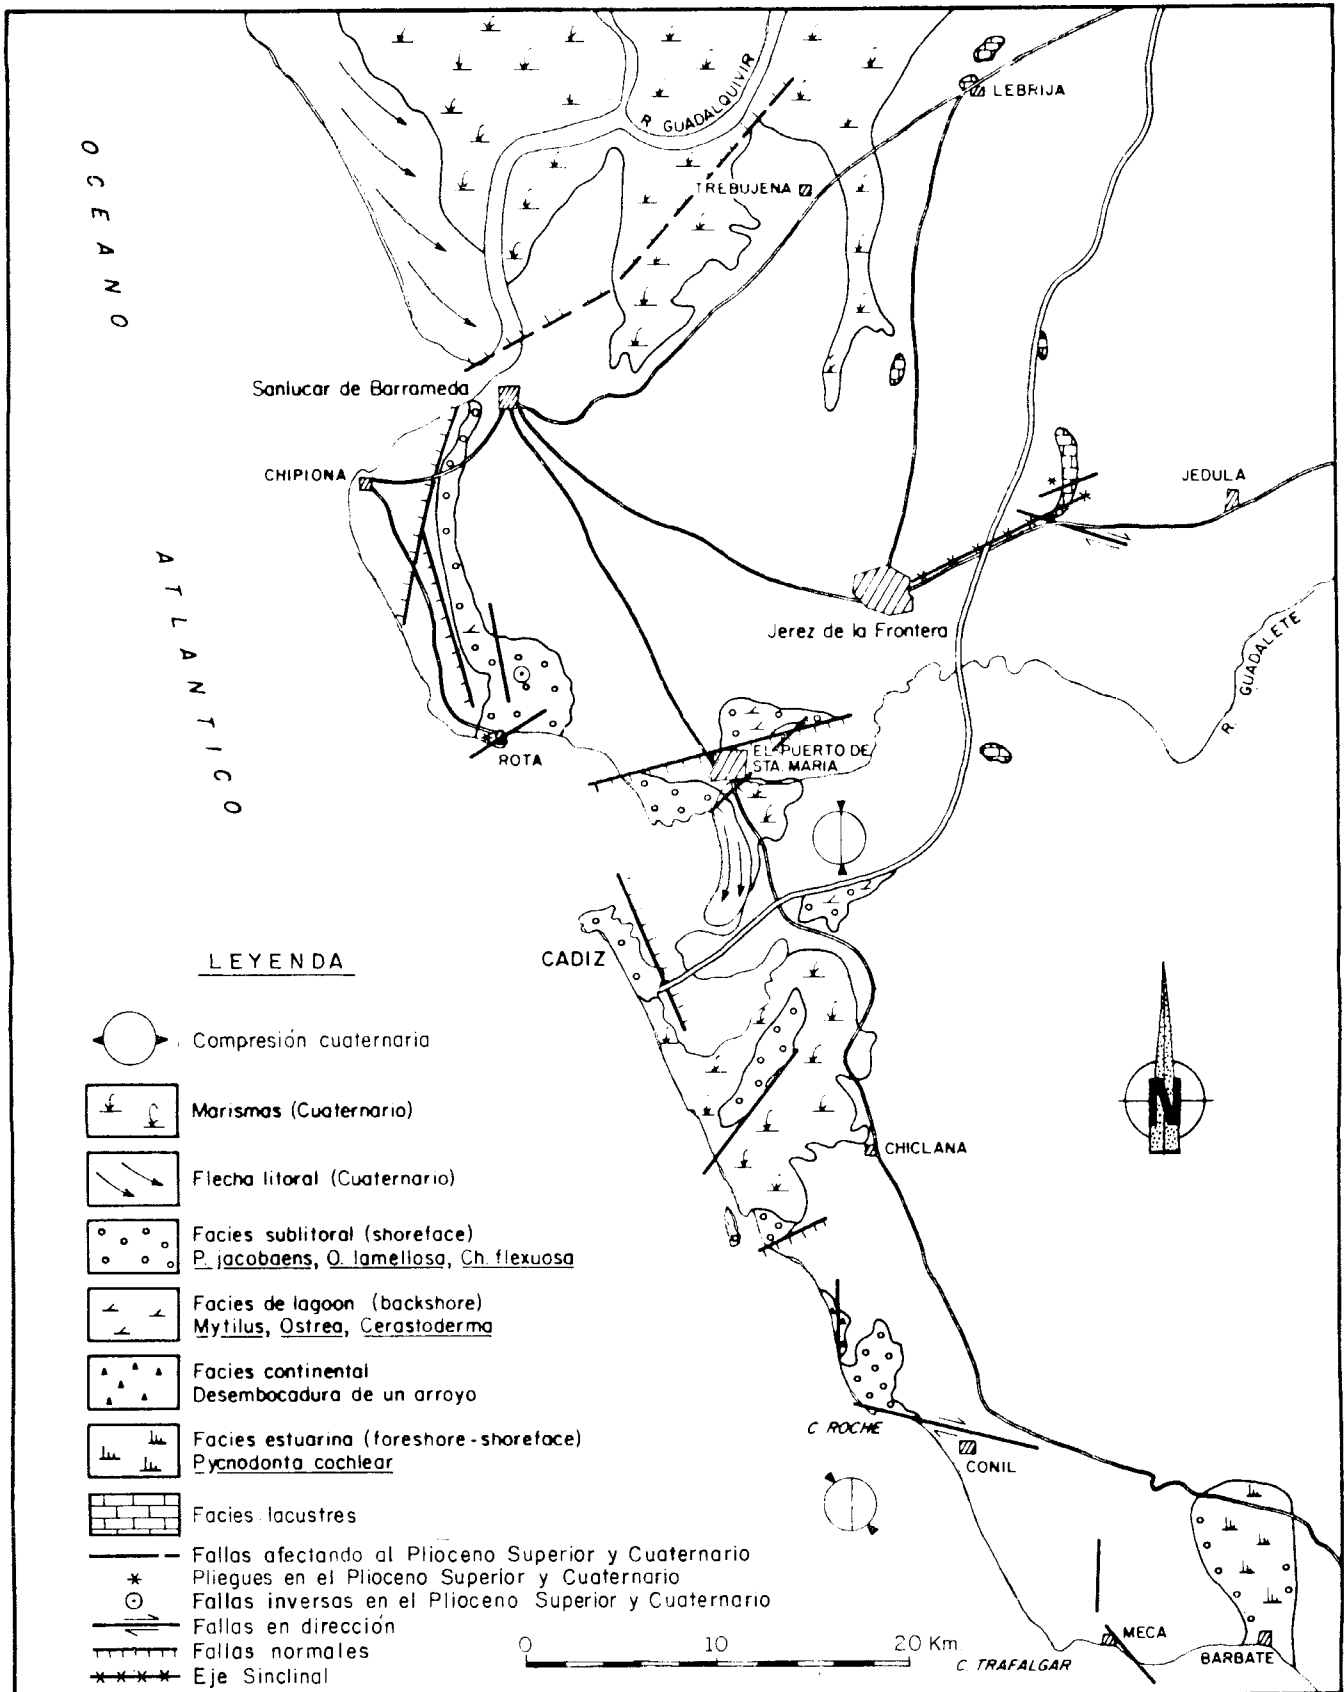 R. GUADALQUIVIR
LEBRIJA
TREBUJENA
OCEANO
ATLANTICO
Sanlucar de Barrameda
CHIPIONA
JEDULA
Jerez de la Frontera
R. GUADALETE
ROTA
EL PUERTO DE
STA. MARIA
CADIZ
CHICLANA
N
C. ROCHE
CONIL
MECA
BARBATE
C. TRAFALGAR
0 10 20 Km.
LEYENDA
Compresión cuaternaria
Marismas (Cuaternario)
Flecha litoral (Cuaternario)
Facies sublitoral (shoreface)
P. jacobaens, O. lamellosa, Ch. flexuosa
Facies de lagoon (backshore)
Mytilus, Ostrea, Cerastoderma
Facies continental
Desembocadura de un arroyo
Facies estuarina (foreshore-shoreface)
Pycnodonta cochlear
Facies lacustres
Fallas afectando al Plioceno Superior y Cuaternario
Pliegues en el Plioceno Superior y Cuaternario
Fallas inversas en el Plioceno Superior y Cuaternario
Fallas en dirección
Fallas normales
Eje Sinclinal